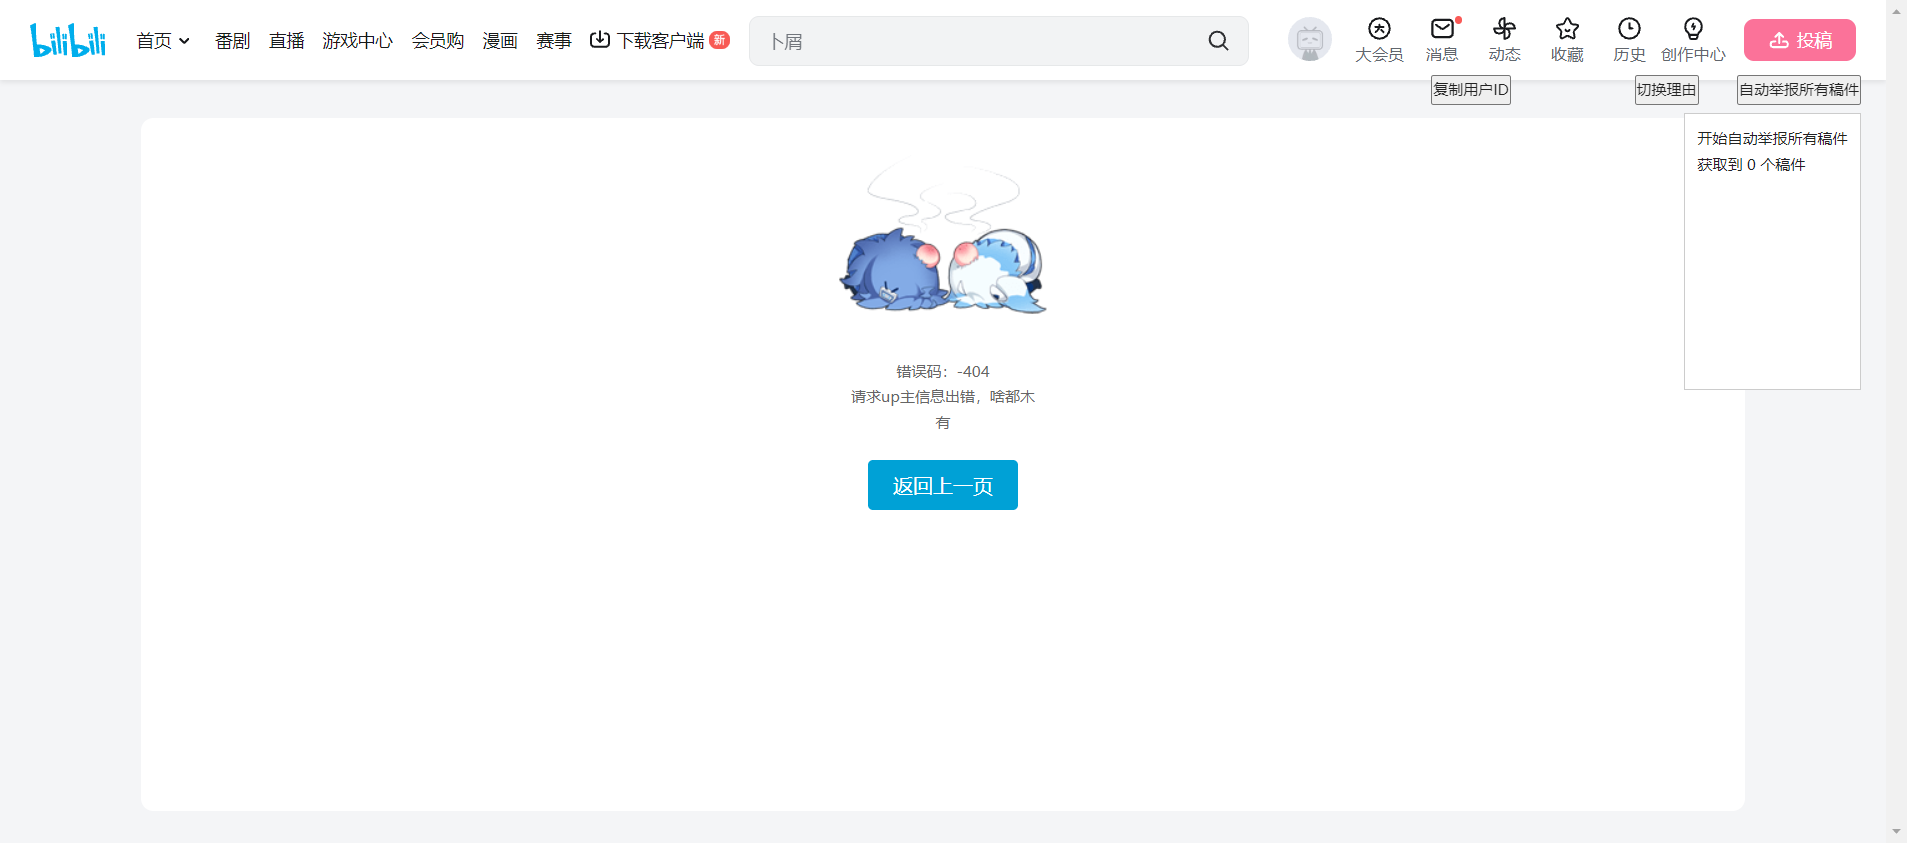 bilibili 首页 番剧 直播 游戏中心 会员购 漫画 赛事 下载客户端 新 卜屑 大会员 消息 动态 收藏 历史 创作中心 投稿
复制用户ID 切换理由 自动举报所有稿件
开始自动举报所有稿件
获取到 0 个稿件
错误码：-404
请求up主信息出错，啥都木
有
返回上一页